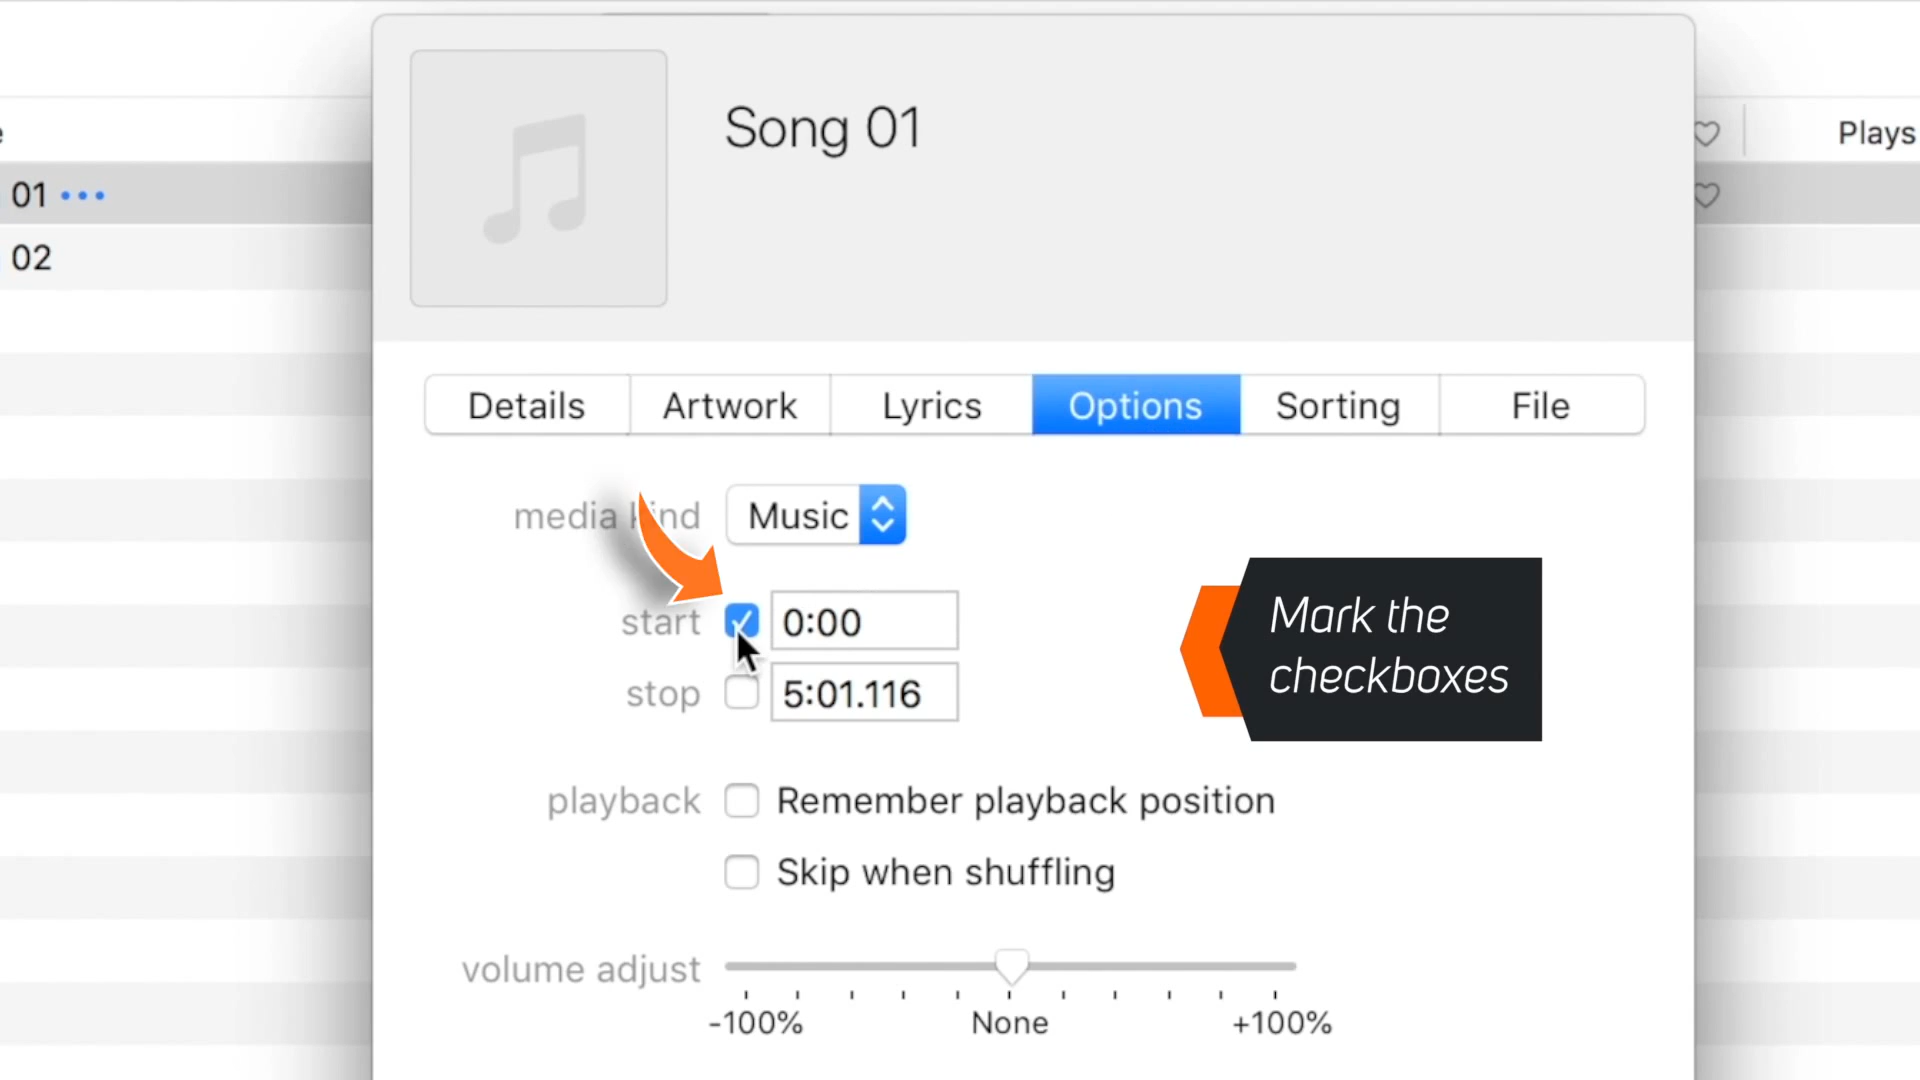 Song 01
Plays
01
02
Details Artwork Lyrics Options Sorting File
media kind Music
start 0:00
stop 5:01.116
Mark the
checkboxes
playback Remember playback position
Skip when shuffling
volume adjust
-100% None +100%